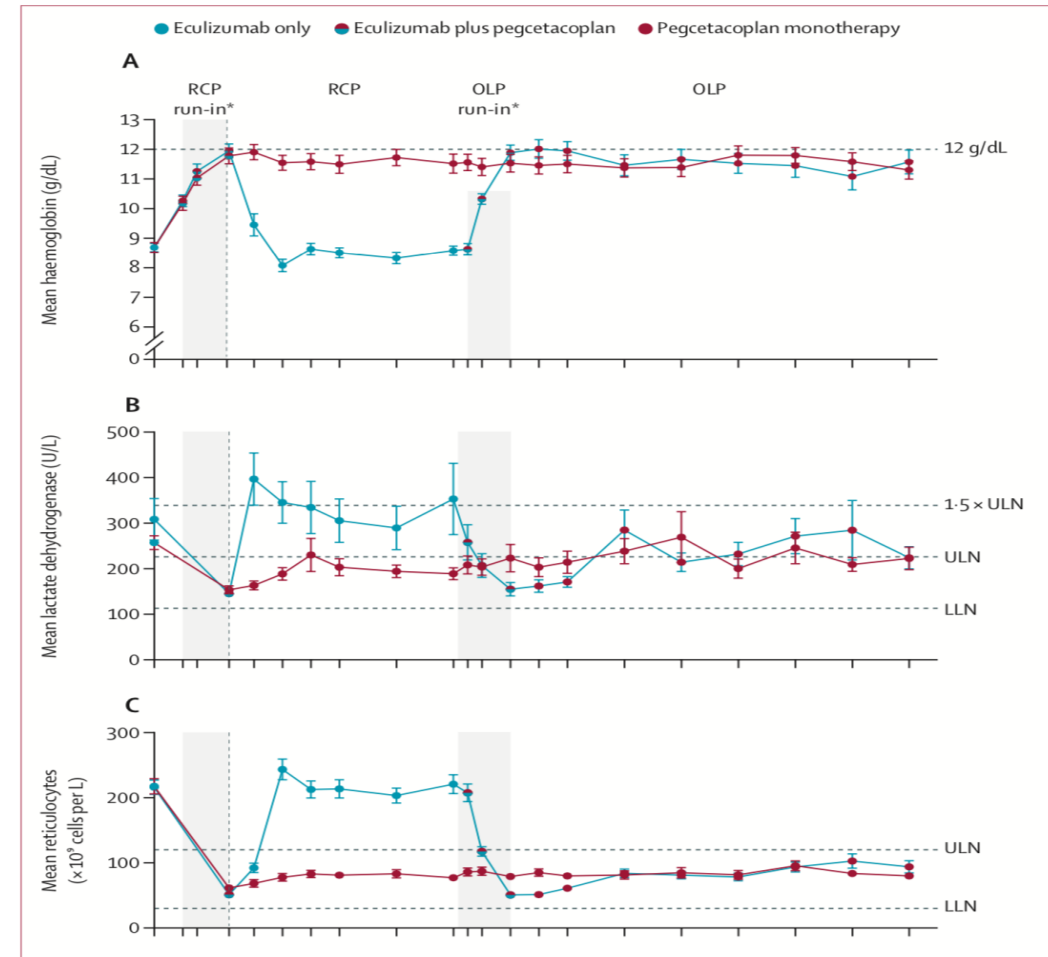 Eculizumab only Eculizumab plus pegcetacoplan Pegcetacoplan monotherapy
A
RCP run-in*
RCP
OLP run-in*
OLP
Mean haemoglobin (g/dL)
13
12
11
10
9
8
7
6
0
12 g/dL
B
Mean lactate dehydrogenase (U/L)
500
400
300
200
100
0
1·5 × ULN
ULN
LLN
C
Mean reticulocytes
(× 10⁹ cells per L)
300
200
100
0
ULN
LLN